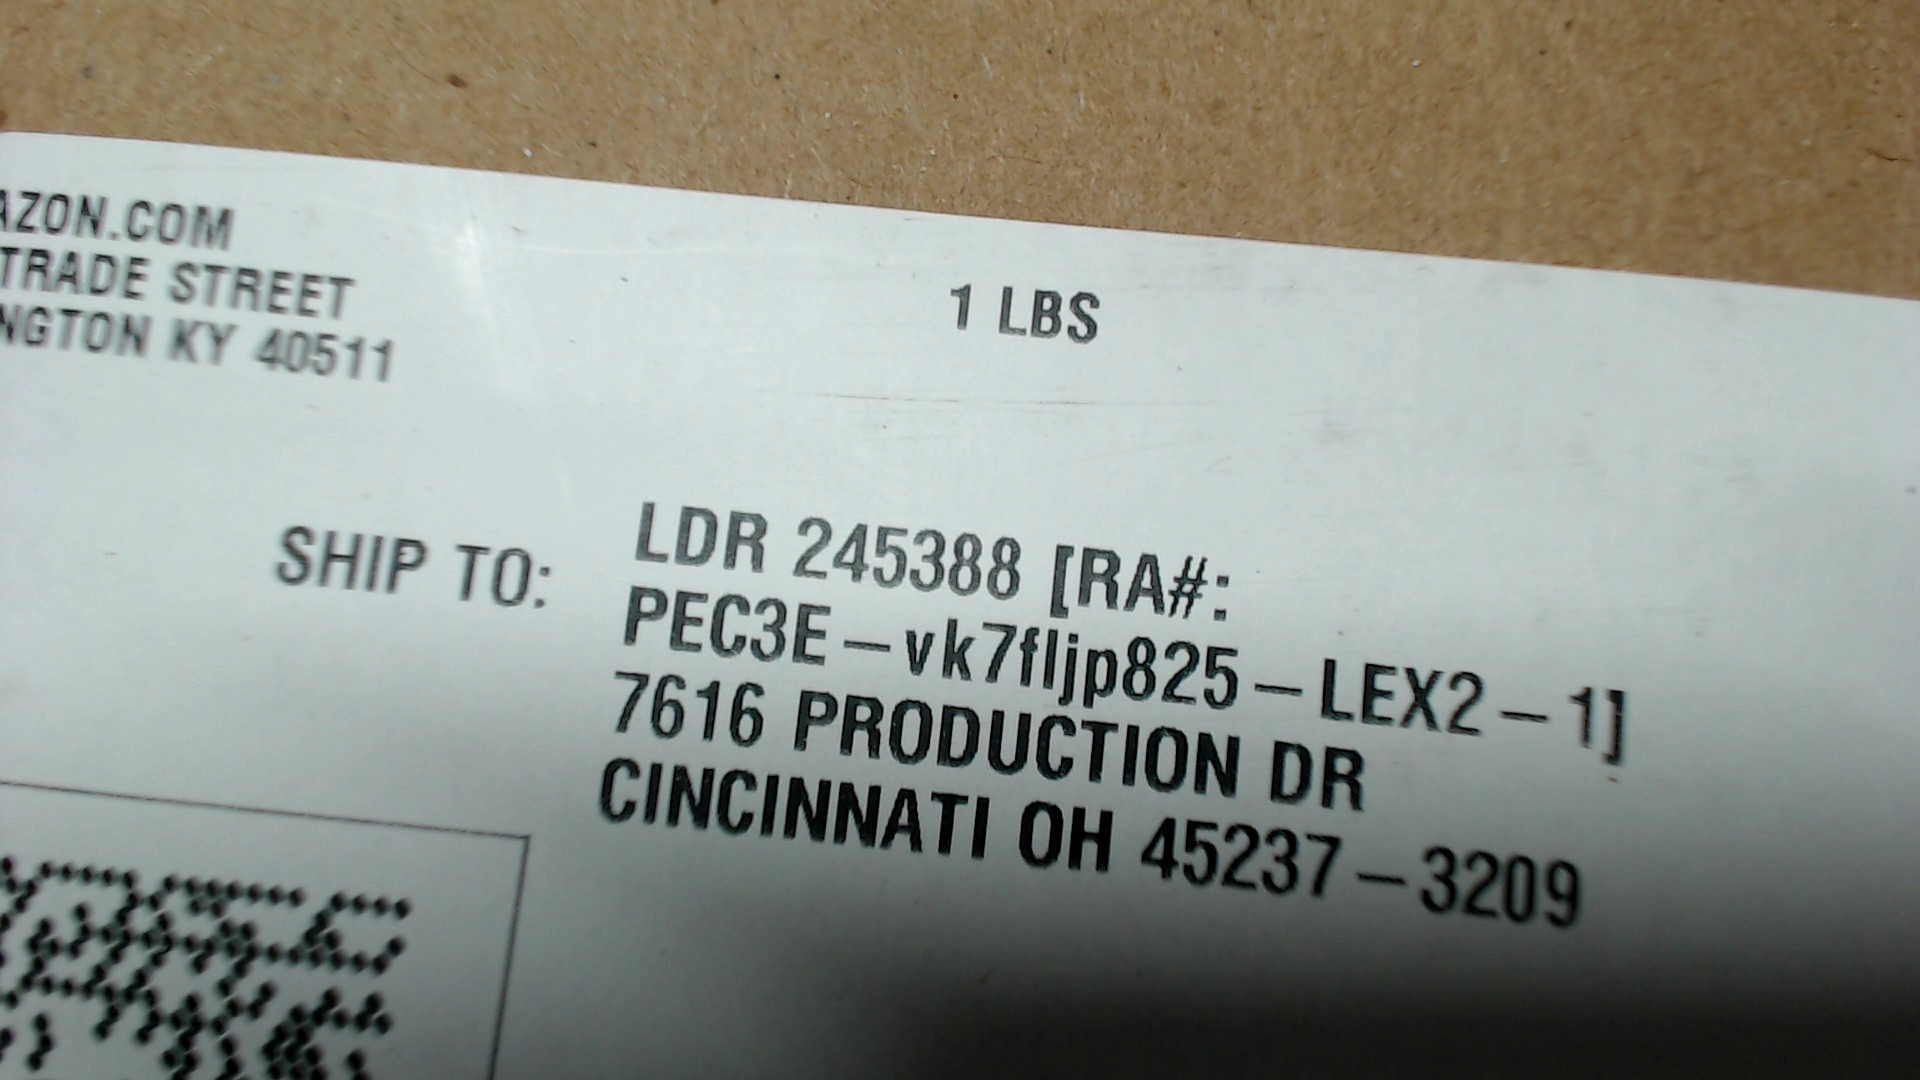 AZON.COM
TRADE STREET
NGTON KY 40511
1 LBS
SHIP TO:
LDR 245388 [RA#:
PEC3E-vk7fljp825-LEX2-1]
7616 PRODUCTION DR
CINCINNATI OH 45237-3209